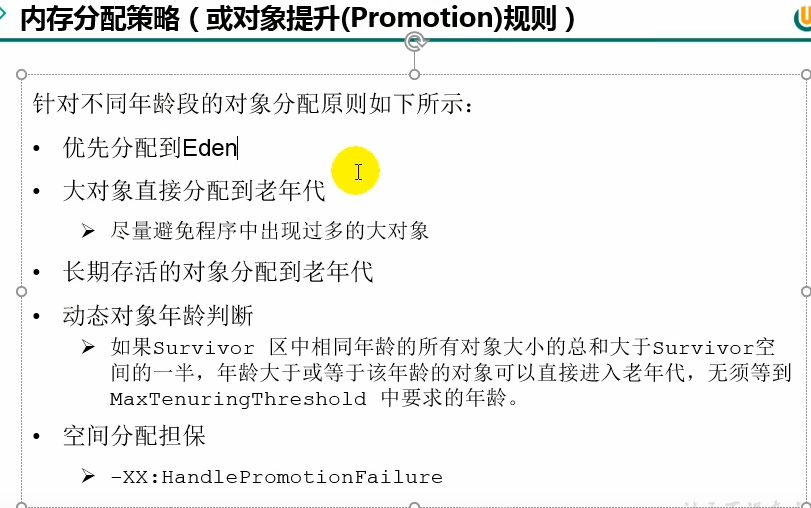 内存分配策略（或对象提升(Promotion)规则）
针对不同年龄段的对象分配原则如下所示：
• 优先分配到Eden
• 大对象直接分配到老年代
➢ 尽量避免程序中出现过多的大对象
• 长期存活的对象分配到老年代
• 动态对象年龄判断
➢ 如果Survivor 区中相同年龄的所有对象大小的总和大于Survivor空
间的一半，年龄大于或等于该年龄的对象可以直接进入老年代，无须等到
MaxTenuringThreshold 中要求的年龄。
• 空间分配担保
➢ -XX:HandlePromotionFailure